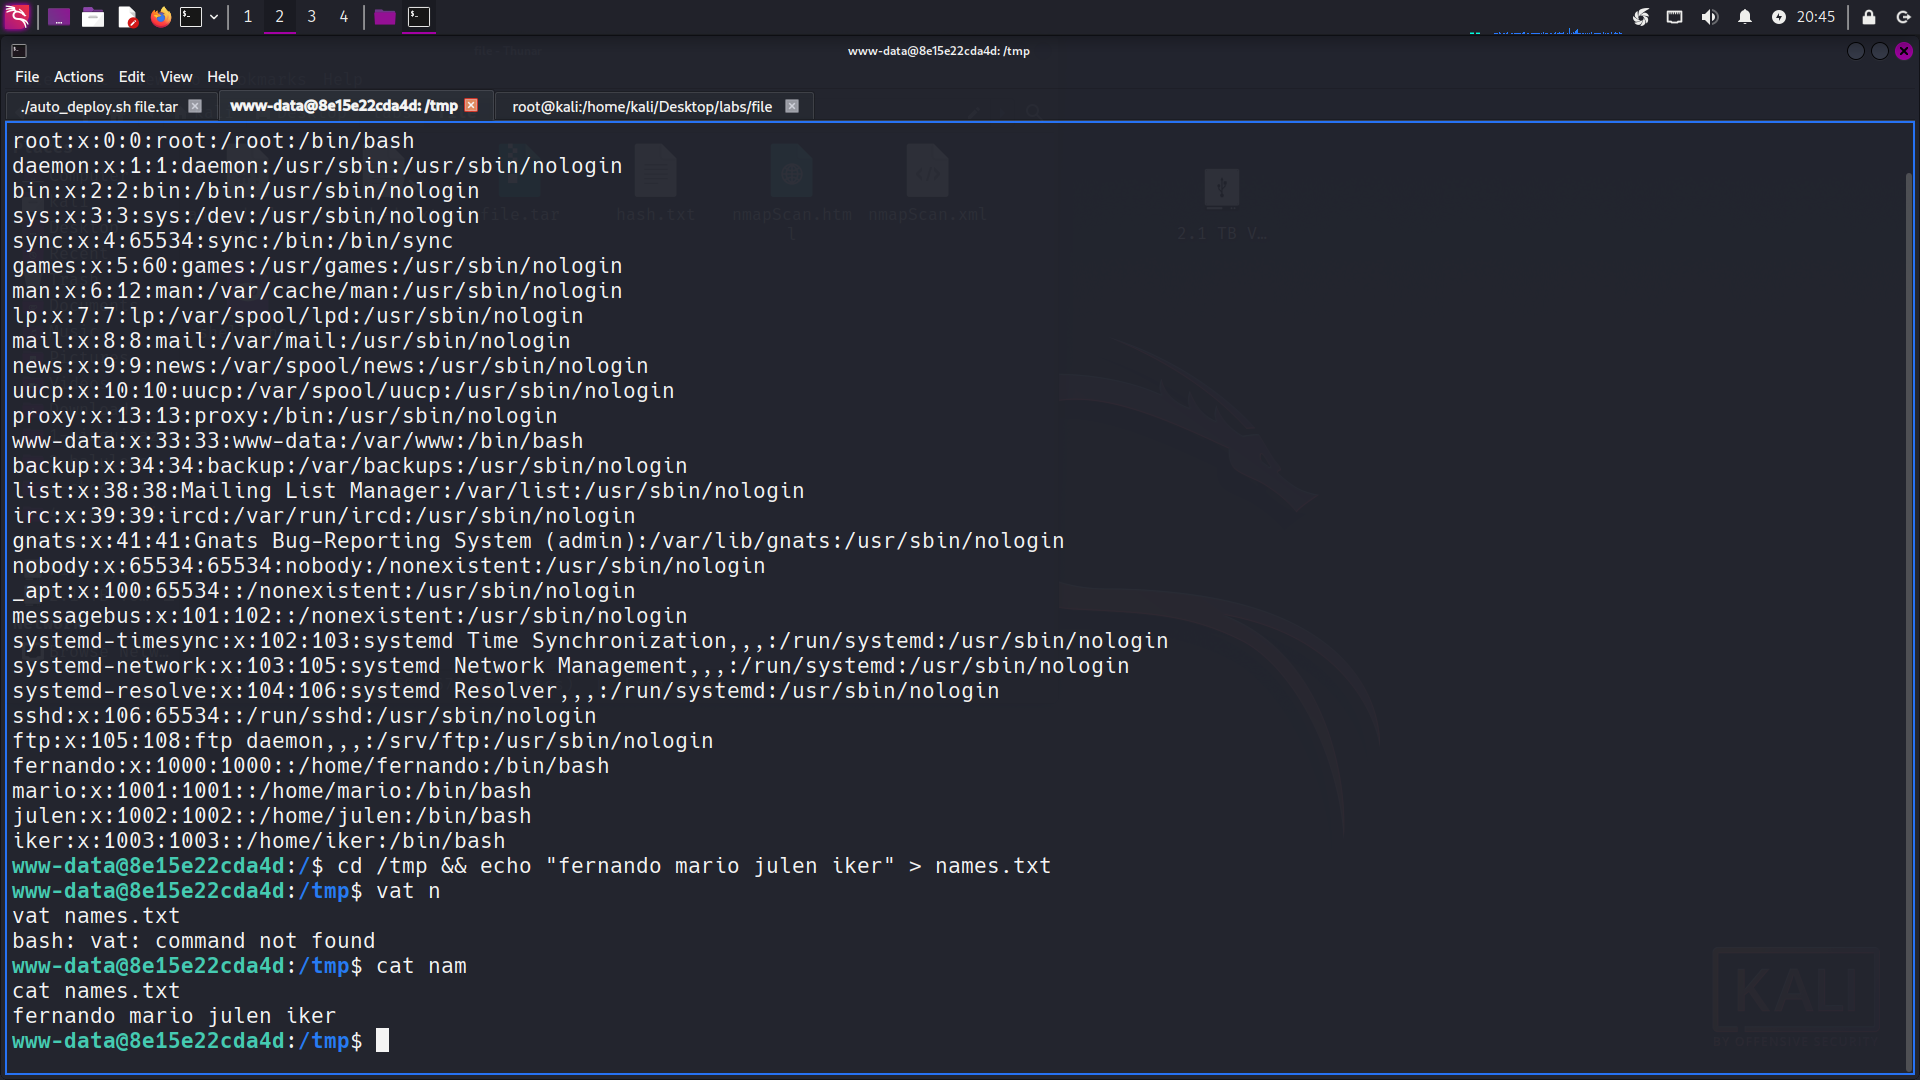 1 2 3 4 20:45
www-data@8e15e22cda4d: /tmp
File Actions Edit View Help
./auto_deploy.sh file.tar www-data@8e15e22cda4d: /tmp root@kali:/home/kali/Desktop/labs/file
root:x:0:0:root:/root:/bin/bash
daemon:x:1:1:daemon:/usr/sbin:/usr/sbin/nologin
bin:x:2:2:bin:/bin:/usr/sbin/nologin
sys:x:3:3:sys:/dev:/usr/sbin/nologin
sync:x:4:65534:sync:/bin:/bin/sync
games:x:5:60:games:/usr/games:/usr/sbin/nologin
man:x:6:12:man:/var/cache/man:/usr/sbin/nologin
lp:x:7:7:lp:/var/spool/lpd:/usr/sbin/nologin
mail:x:8:8:mail:/var/mail:/usr/sbin/nologin
news:x:9:9:news:/var/spool/news:/usr/sbin/nologin
uucp:x:10:10:uucp:/var/spool/uucp:/usr/sbin/nologin
proxy:x:13:13:proxy:/bin:/usr/sbin/nologin
www-data:x:33:33:www-data:/var/www:/bin/bash
backup:x:34:34:backup:/var/backups:/usr/sbin/nologin
list:x:38:38:Mailing List Manager:/var/list:/usr/sbin/nologin
irc:x:39:39:ircd:/var/run/ircd:/usr/sbin/nologin
gnats:x:41:41:Gnats Bug-Reporting System (admin):/var/lib/gnats:/usr/sbin/nologin
nobody:x:65534:65534:nobody:/nonexistent:/usr/sbin/nologin
_apt:x:100:65534::/nonexistent:/usr/sbin/nologin
messagebus:x:101:102::/nonexistent:/usr/sbin/nologin
systemd-timesync:x:102:103:systemd Time Synchronization,,,:/run/systemd:/usr/sbin/nologin
systemd-network:x:103:105:systemd Network Management,,,:/run/systemd:/usr/sbin/nologin
systemd-resolve:x:104:106:systemd Resolver,,,:/run/systemd:/usr/sbin/nologin
sshd:x:106:65534::/run/sshd:/usr/sbin/nologin
ftp:x:105:108:ftp daemon,,,:/srv/ftp:/usr/sbin/nologin
fernando:x:1000:1000::/home/fernando:/bin/bash
mario:x:1001:1001::/home/mario:/bin/bash
julen:x:1002:1002::/home/julen:/bin/bash
iker:x:1003:1003::/home/iker:/bin/bash
www-data@8e15e22cda4d:/$ cd /tmp && echo "fernando mario julen iker" > names.txt
www-data@8e15e22cda4d:/tmp$ vat n
vat names.txt
bash: vat: command not found
www-data@8e15e22cda4d:/tmp$ cat nam
cat names.txt
fernando mario julen iker
www-data@8e15e22cda4d:/tmp$
file.tar hash.txt nmapScan.htm nmapScan.xml
l 2.1 TB V...
KALI